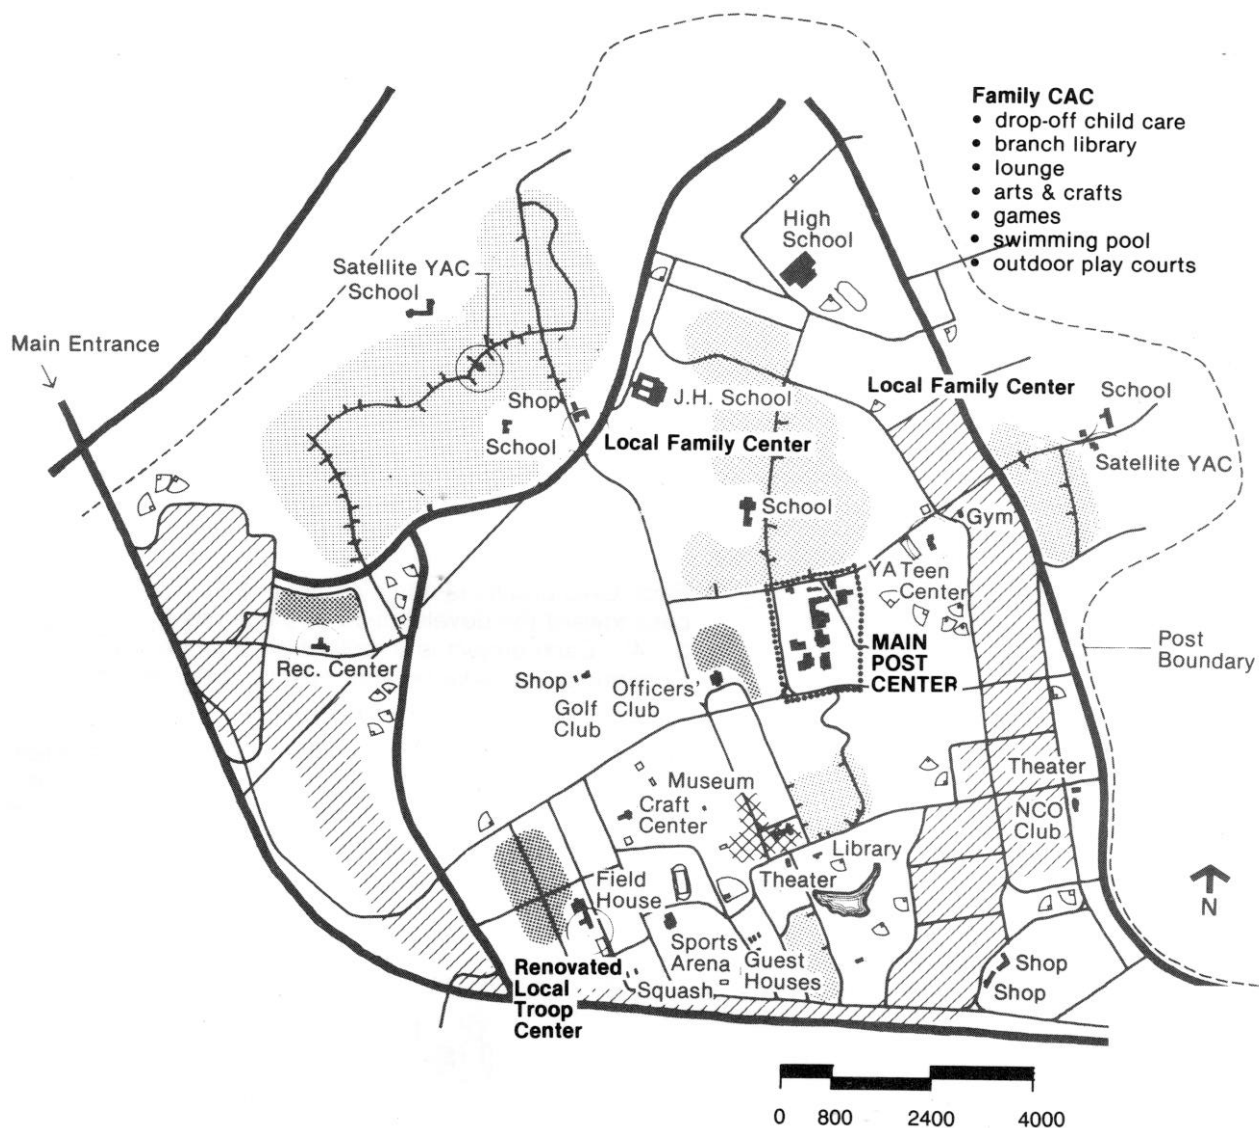 Family CAC
• drop-off child care
• branch library
• lounge
• arts & crafts
• games
• swimming pool
• outdoor play courts
High
School
Satellite YAC
School
Main Entrance
Shop
School
J.H. School
Local Family Center
Local Family Center
School
Satellite YAC
School
Gym
YA Teen
Center
MAIN
POST
CENTER
Post
Boundary
Rec. Center
Shop
Golf
Club
Officers'
Club
Museum
Craft
Center
Theater
NCO
Club
Library
Theater
Field
House
Sports
Arena
Guest
Houses
Squash
Renovated
Local
Troop
Center
Shop
Shop
N
0 800 2400 4000